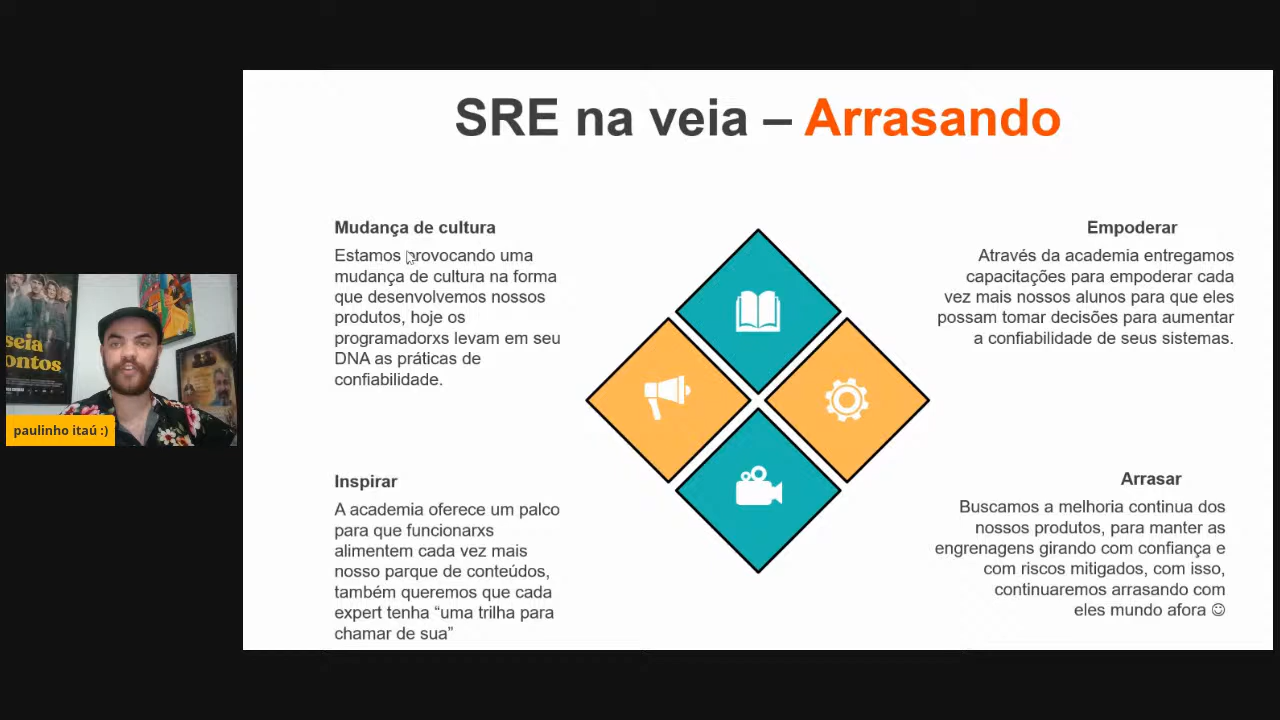 SRE na veia – Arrasando
Mudança de cultura
Estamos provocando uma
mudança de cultura na forma
que desenvolvemos nossos
produtos, hoje os
programadorxs levam em seu
DNA as práticas de
confiabilidade.
Empoderar
Através da academia entregamos
capacitações para empoderar cada
vez mais nossos alunos para que eles
possam tomar decisões para aumentar
a confiabilidade de seus sistemas.
Inspirar
A academia oferece um palco
para que funcionarxs
alimentem cada vez mais
nosso parque de conteúdos,
também queremos que cada
expert tenha “uma trilha para
chamar de sua”
Arrasar
Buscamos a melhoria continua dos
nossos produtos, para manter as
engrenagens girando com confiança e
com riscos mitigados, com isso,
continuaremos arrasando com
eles mundo afora ☺
seia
ontos
paulinho itaú :)